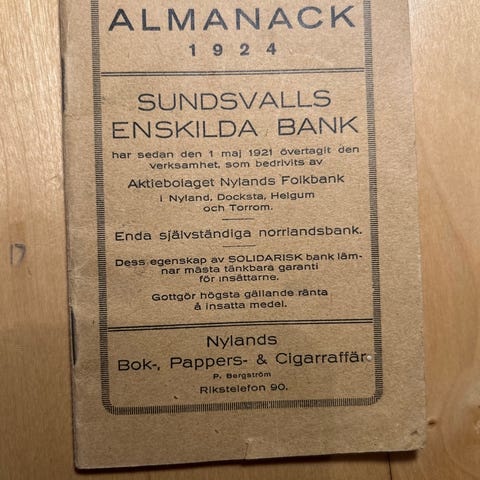 ALMANACK
1924
SUNDSVALLS
ENSKILDA BANK
har sedan den 1 maj 1921 övertagit den
verksamhet, som bedrivits av
Aktiebolaget Nylands Folkbank
i Nyland, Docksta, Helgum
och Torrom.
Enda självständiga norrlandsbank.
Dess egenskap av SOLIDARISK bank läm-
nar mästa tänkbara garanti
för insättarne.
Gottgör högsta gällande ränta
å insatta medel.
Nylands
Bok-, Pappers- & Cigarraffär
P. Bergström
Rikstelefon 90.